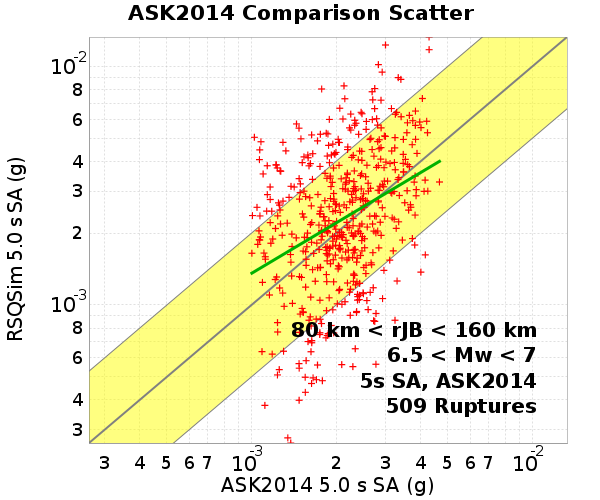 ASK2014 Comparison Scatter
RSQSim 5.0 s SA (g)
10-2
8
6
4
3
2
10-3
8
6
4
3
80 km < rJB < 160 km
6.5 < Mw < 7
5s SA, ASK2014
509 Ruptures
3 4 5 6 7 10-3 2 3 4 5 6 7 10-2
ASK2014 5.0 s SA (g)